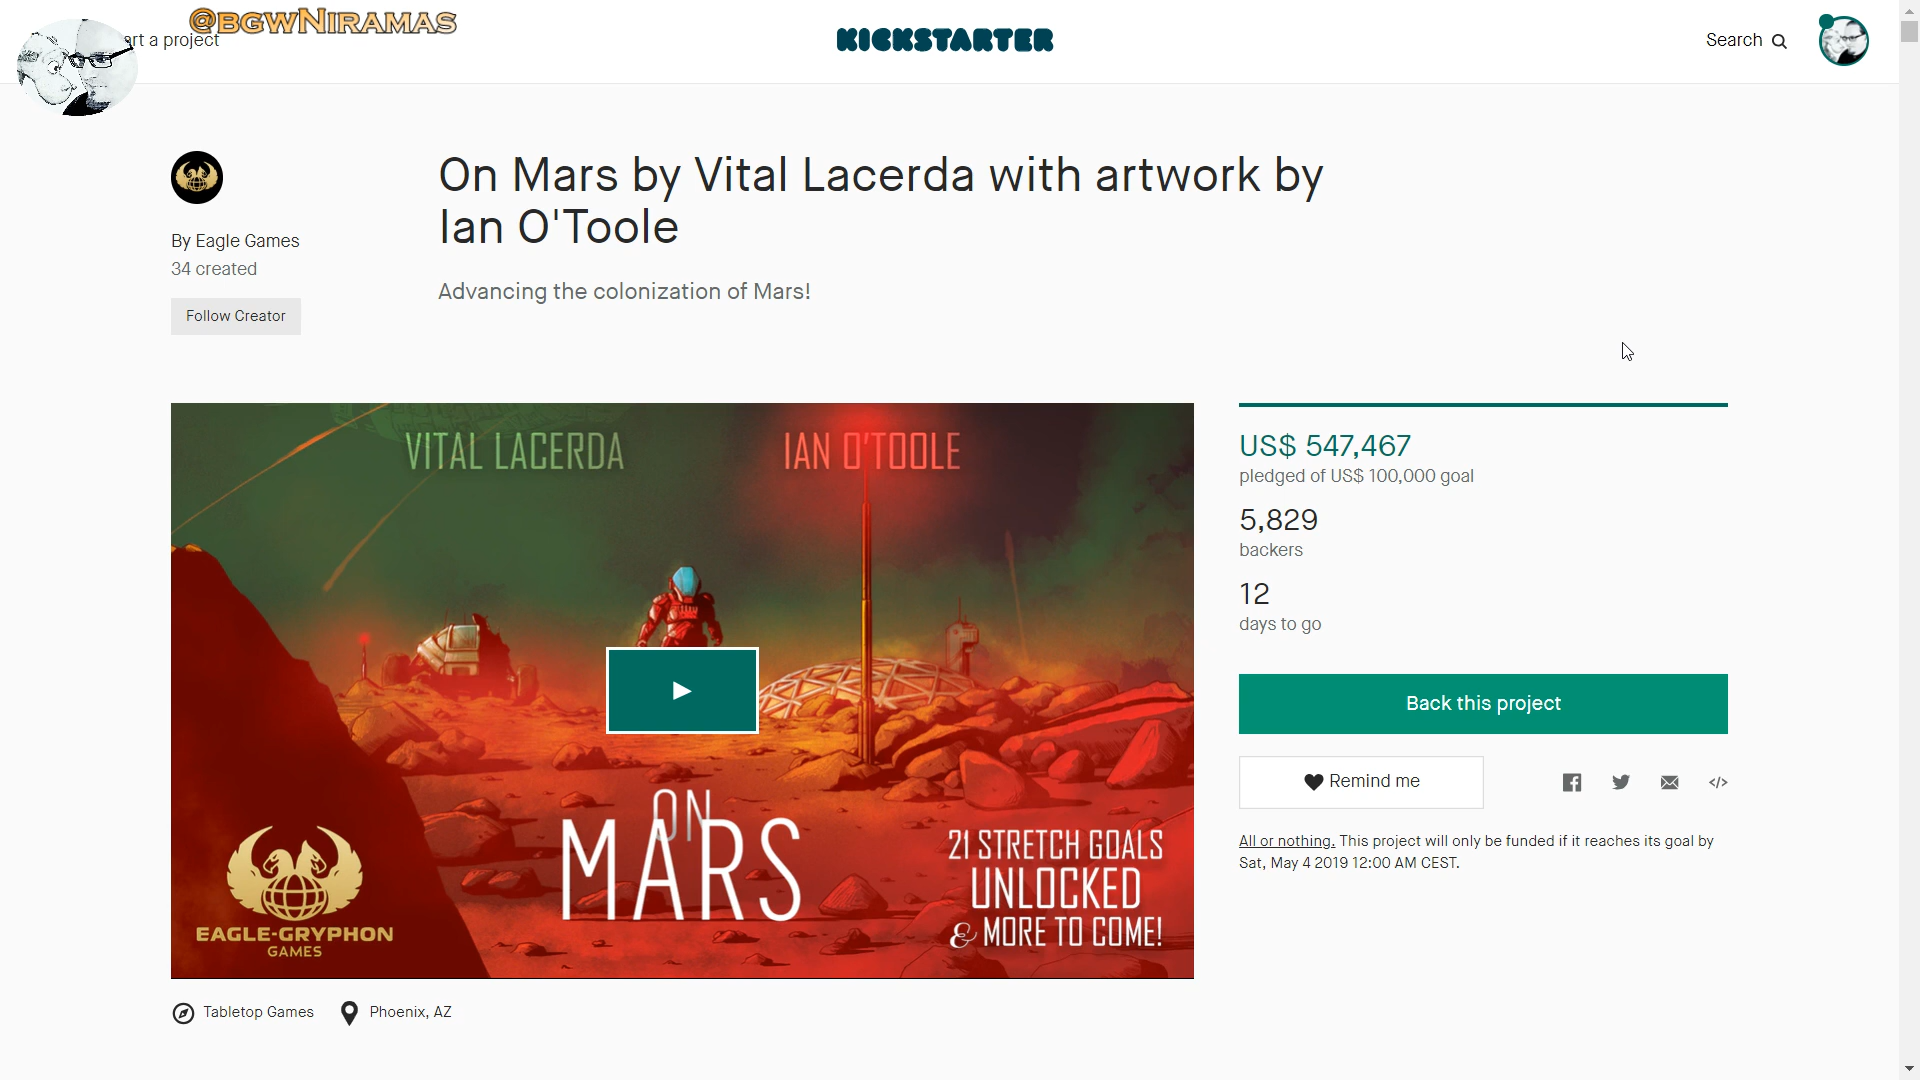 @BGWNIRAMAS
art a project
KICKSTARTER
Search
On Mars by Vital Lacerda with artwork by
Ian O'Toole
By Eagle Games
34 created
Follow Creator
Advancing the colonization of Mars!
VITAL LACERDA
IAN O'TOOLE
ON
MARS
EAGLE-GRYPHON
GAMES
21 STRETCH GOALS
UNLOCKED
& MORE TO COME!
US$ 547,467
pledged of US$ 100,000 goal
5,829
backers
12
days to go
Back this project
Remind me
All or nothing. This project will only be funded if it reaches its goal by
Sat, May 4 2019 12:00 AM CEST.
Tabletop Games
Phoenix, AZ